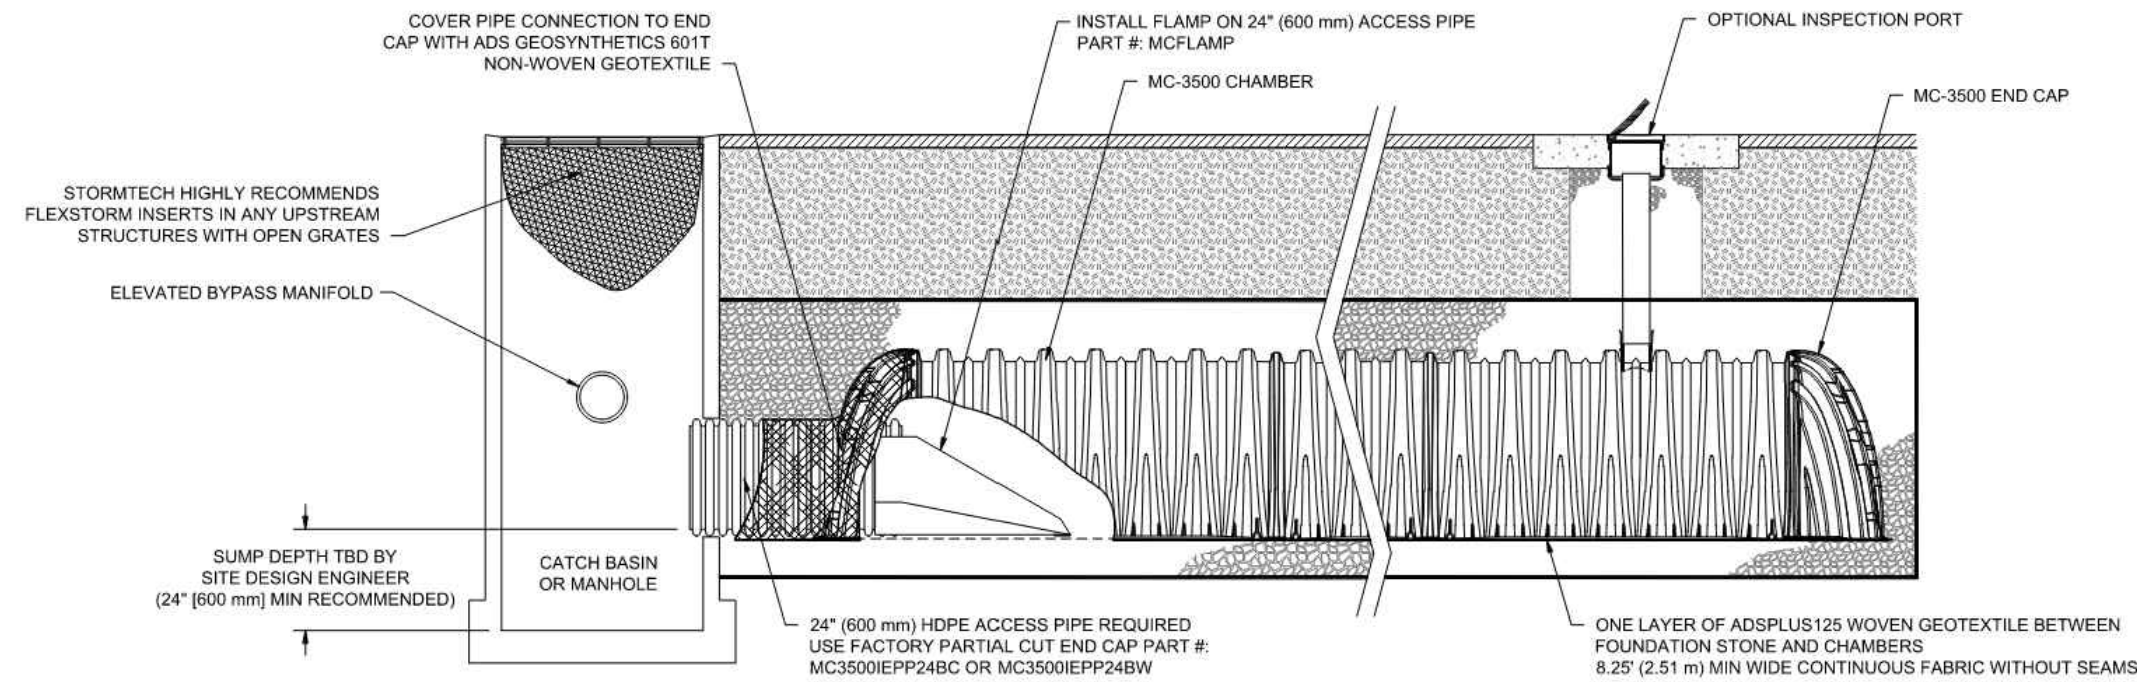 COVER PIPE CONNECTION TO END
CAP WITH ADS GEOSYNTHETICS 601T
NON-WOVEN GEOTEXTILE
INSTALL FLAMP ON 24" (600 mm) ACCESS PIPE
PART #: MCFLAMP
MC-3500 CHAMBER
OPTIONAL INSPECTION PORT
MC-3500 END CAP
STORMTECH HIGHLY RECOMMENDS
FLEXSTORM INSERTS IN ANY UPSTREAM
STRUCTURES WITH OPEN GRATES
ELEVATED BYPASS MANIFOLD
SUMP DEPTH TBD BY
SITE DESIGN ENGINEER
(24" [600 mm] MIN RECOMMENDED)
CATCH BASIN
OR MANHOLE
24" (600 mm) HDPE ACCESS PIPE REQUIRED
USE FACTORY PARTIAL CUT END CAP PART #:
MC3500IEPP24BC OR MC3500IEPP24BW
ONE LAYER OF ADSPLUS125 WOVEN GEOTEXTILE BETWEEN
FOUNDATION STONE AND CHAMBERS
8.25' (2.51 m) MIN WIDE CONTINUOUS FABRIC WITHOUT SEAMS